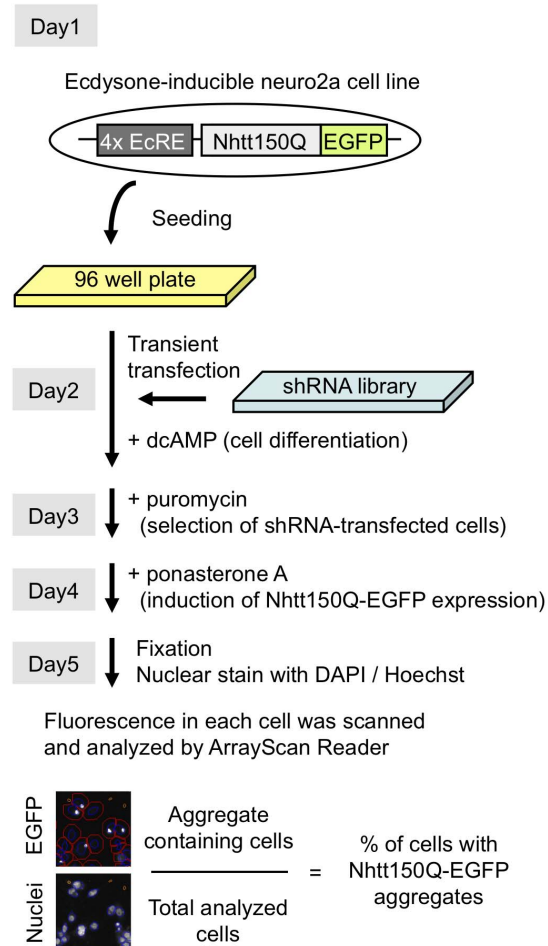 Day1
Ecdysone-inducible neuro2a cell line
4x EcRE
Nhtt150Q
EGFP
Seeding
96 well plate
Transient
transfection
Day2
shRNA library
+ dcAMP (cell differentiation)
Day3
+ puromycin
(selection of shRNA-transfected cells)
Day4
+ ponasterone A
(induction of Nhtt150Q-EGFP expression)
Day5
Fixation
Nuclear stain with DAPI / Hoechst
Fluorescence in each cell was scanned
and analyzed by ArrayScan Reader
EGFP
Nuclei
Aggregate
containing cells
Total analyzed
cells
=
% of cells with
Nhtt150Q-EGFP
aggregates